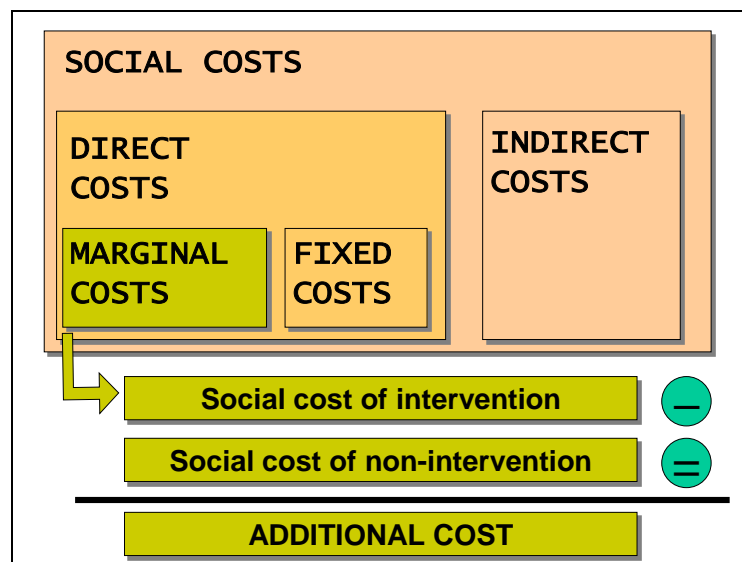 SOCIAL COSTS
DIRECT
COSTS
INDIRECT
COSTS
MARGINAL
COSTS
FIXED
COSTS
Social cost of intervention
–
Social cost of non-intervention
=
ADDITIONAL COST